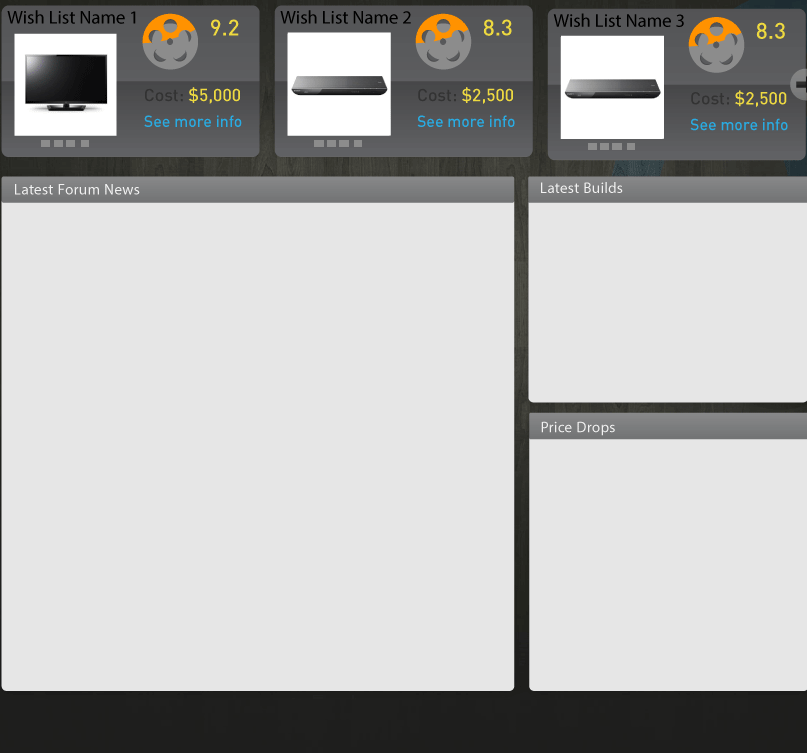 Wish List Name 1
9.2
Cost: $5,000
See more info
Wish List Name 2
8.3
Cost: $2,500
See more info
Wish List Name 3
8.3
Cost: $2,500
See more info
Latest Forum News
Latest Builds
Price Drops